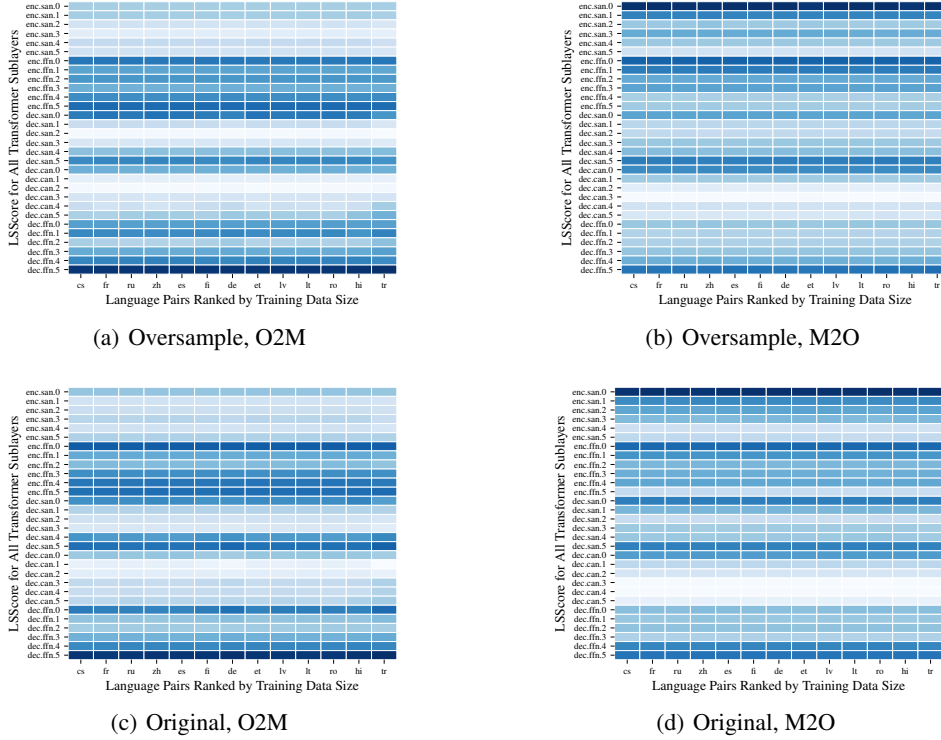 LSScore for All Transformer Sublayers
enc.san.0
enc.san.1
enc.san.2
enc.san.3
enc.san.4
enc.san.5
enc.ffn.0
enc.ffn.1
enc.ffn.2
enc.ffn.3
enc.ffn.4
enc.ffn.5
dec.san.0
dec.san.1
dec.san.2
dec.san.3
dec.san.4
dec.san.5
dec.can.0
dec.can.1
dec.can.2
dec.can.3
dec.can.4
dec.can.5
dec.ffn.0
dec.ffn.1
dec.ffn.2
dec.ffn.3
dec.ffn.4
dec.ffn.5
cs fr ru zh es fi de et lv lt ro hi tr
Language Pairs Ranked by Training Data Size
(a) Oversample, O2M
LSScore for All Transformer Sublayers
enc.san.0
enc.san.1
enc.san.2
enc.san.3
enc.san.4
enc.san.5
enc.ffn.0
enc.ffn.1
enc.ffn.2
enc.ffn.3
enc.ffn.4
enc.ffn.5
dec.san.0
dec.san.1
dec.san.2
dec.san.3
dec.san.4
dec.san.5
dec.can.0
dec.can.1
dec.can.2
dec.can.3
dec.can.4
dec.can.5
dec.ffn.0
dec.ffn.1
dec.ffn.2
dec.ffn.3
dec.ffn.4
dec.ffn.5
cs fr ru zh es fi de et lv lt ro hi tr
Language Pairs Ranked by Training Data Size
(b) Oversample, M2O
LSScore for All Transformer Sublayers
enc.san.0
enc.san.1
enc.san.2
enc.san.3
enc.san.4
enc.san.5
enc.ffn.0
enc.ffn.1
enc.ffn.2
enc.ffn.3
enc.ffn.4
enc.ffn.5
dec.san.0
dec.san.1
dec.san.2
dec.san.3
dec.san.4
dec.san.5
dec.can.0
dec.can.1
dec.can.2
dec.can.3
dec.can.4
dec.can.5
dec.ffn.0
dec.ffn.1
dec.ffn.2
dec.ffn.3
dec.ffn.4
dec.ffn.5
cs fr ru zh es fi de et lv lt ro hi tr
Language Pairs Ranked by Training Data Size
(c) Original, O2M
LSScore for All Transformer Sublayers
enc.san.0
enc.san.1
enc.san.2
enc.san.3
enc.san.4
enc.san.5
enc.ffn.0
enc.ffn.1
enc.ffn.2
enc.ffn.3
enc.ffn.4
enc.ffn.5
dec.san.0
dec.san.1
dec.san.2
dec.san.3
dec.san.4
dec.san.5
dec.can.0
dec.can.1
dec.can.2
dec.can.3
dec.can.4
dec.can.5
dec.ffn.0
dec.ffn.1
dec.ffn.2
dec.ffn.3
dec.ffn.4
dec.ffn.5
cs fr ru zh es fi de et lv lt ro hi tr
Language Pairs Ranked by Training Data Size
(d) Original, M2O